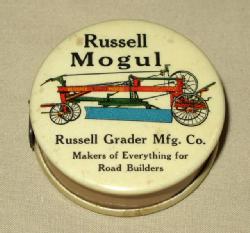 Russell
Mogul
Russell Grader Mfg. Co.
Makers of Everything for
Road Builders